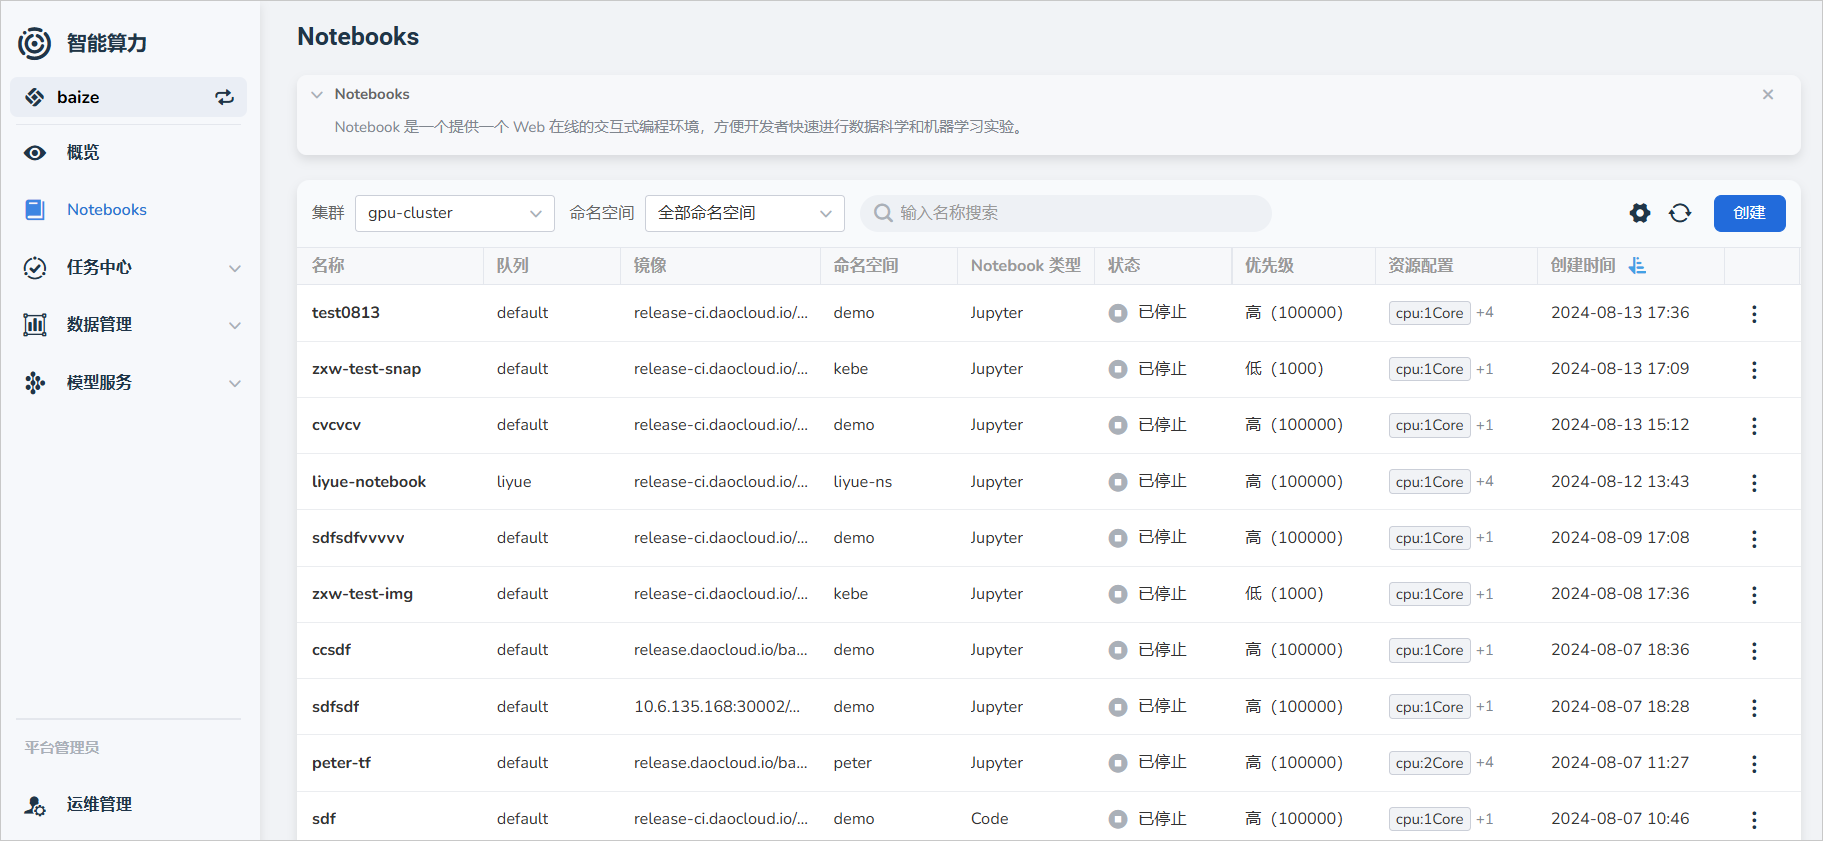 智能算力
baize
概览
Notebooks
任务中心
数据管理
模型服务
平台管理员
运维管理
Notebooks
Notebooks
Notebook 是一个提供一个 Web 在线的交互式编程环境，方便开发者快速进行数据科学和机器学习实验。
集群 gpu-cluster 命名空间 全部命名空间 输入名称搜索 创建
名称 队列 镜像 命名空间 Notebook 类型 状态 优先级 资源配置 创建时间
test0813 default release-ci.daocloud.io/... demo Jupyter 已停止 高（100000） cpu:1Core +4 2024-08-13 17:36
zxw-test-snap default release-ci.daocloud.io/... kebe Jupyter 已停止 低（1000） cpu:1Core +1 2024-08-13 17:09
cvcvcv default release-ci.daocloud.io/... demo Jupyter 已停止 高（100000） cpu:1Core +1 2024-08-13 15:12
liyue-notebook liyue release-ci.daocloud.io/... liyue-ns Jupyter 已停止 高（100000） cpu:1Core +4 2024-08-12 13:43
sdfsdfvvvvv default release-ci.daocloud.io/... demo Jupyter 已停止 高（100000） cpu:1Core +1 2024-08-09 17:08
zxw-test-img default release-ci.daocloud.io/... kebe Jupyter 已停止 低（1000） cpu:1Core +1 2024-08-08 17:36
ccsdf default release.daocloud.io/ba... demo Jupyter 已停止 高（100000） cpu:1Core +1 2024-08-07 18:36
sdfsdf default 10.6.135.168:30002/... demo Jupyter 已停止 高（100000） cpu:1Core +1 2024-08-07 18:28
peter-tf default release.daocloud.io/ba... peter Jupyter 已停止 高（100000） cpu:2Core +4 2024-08-07 11:27
sdf default release-ci.daocloud.io/... demo Code 已停止 高（100000） cpu:1Core +1 2024-08-07 10:46